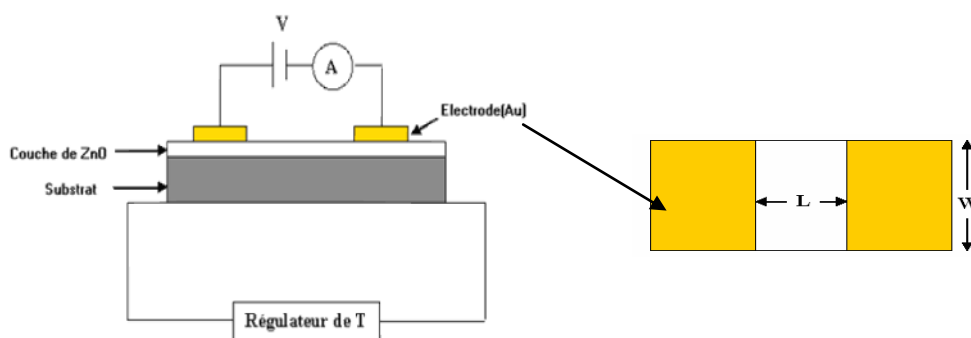 V
A
Electrode(Au)
Couche de ZnO
Substrat
L
W
Régulateur de T